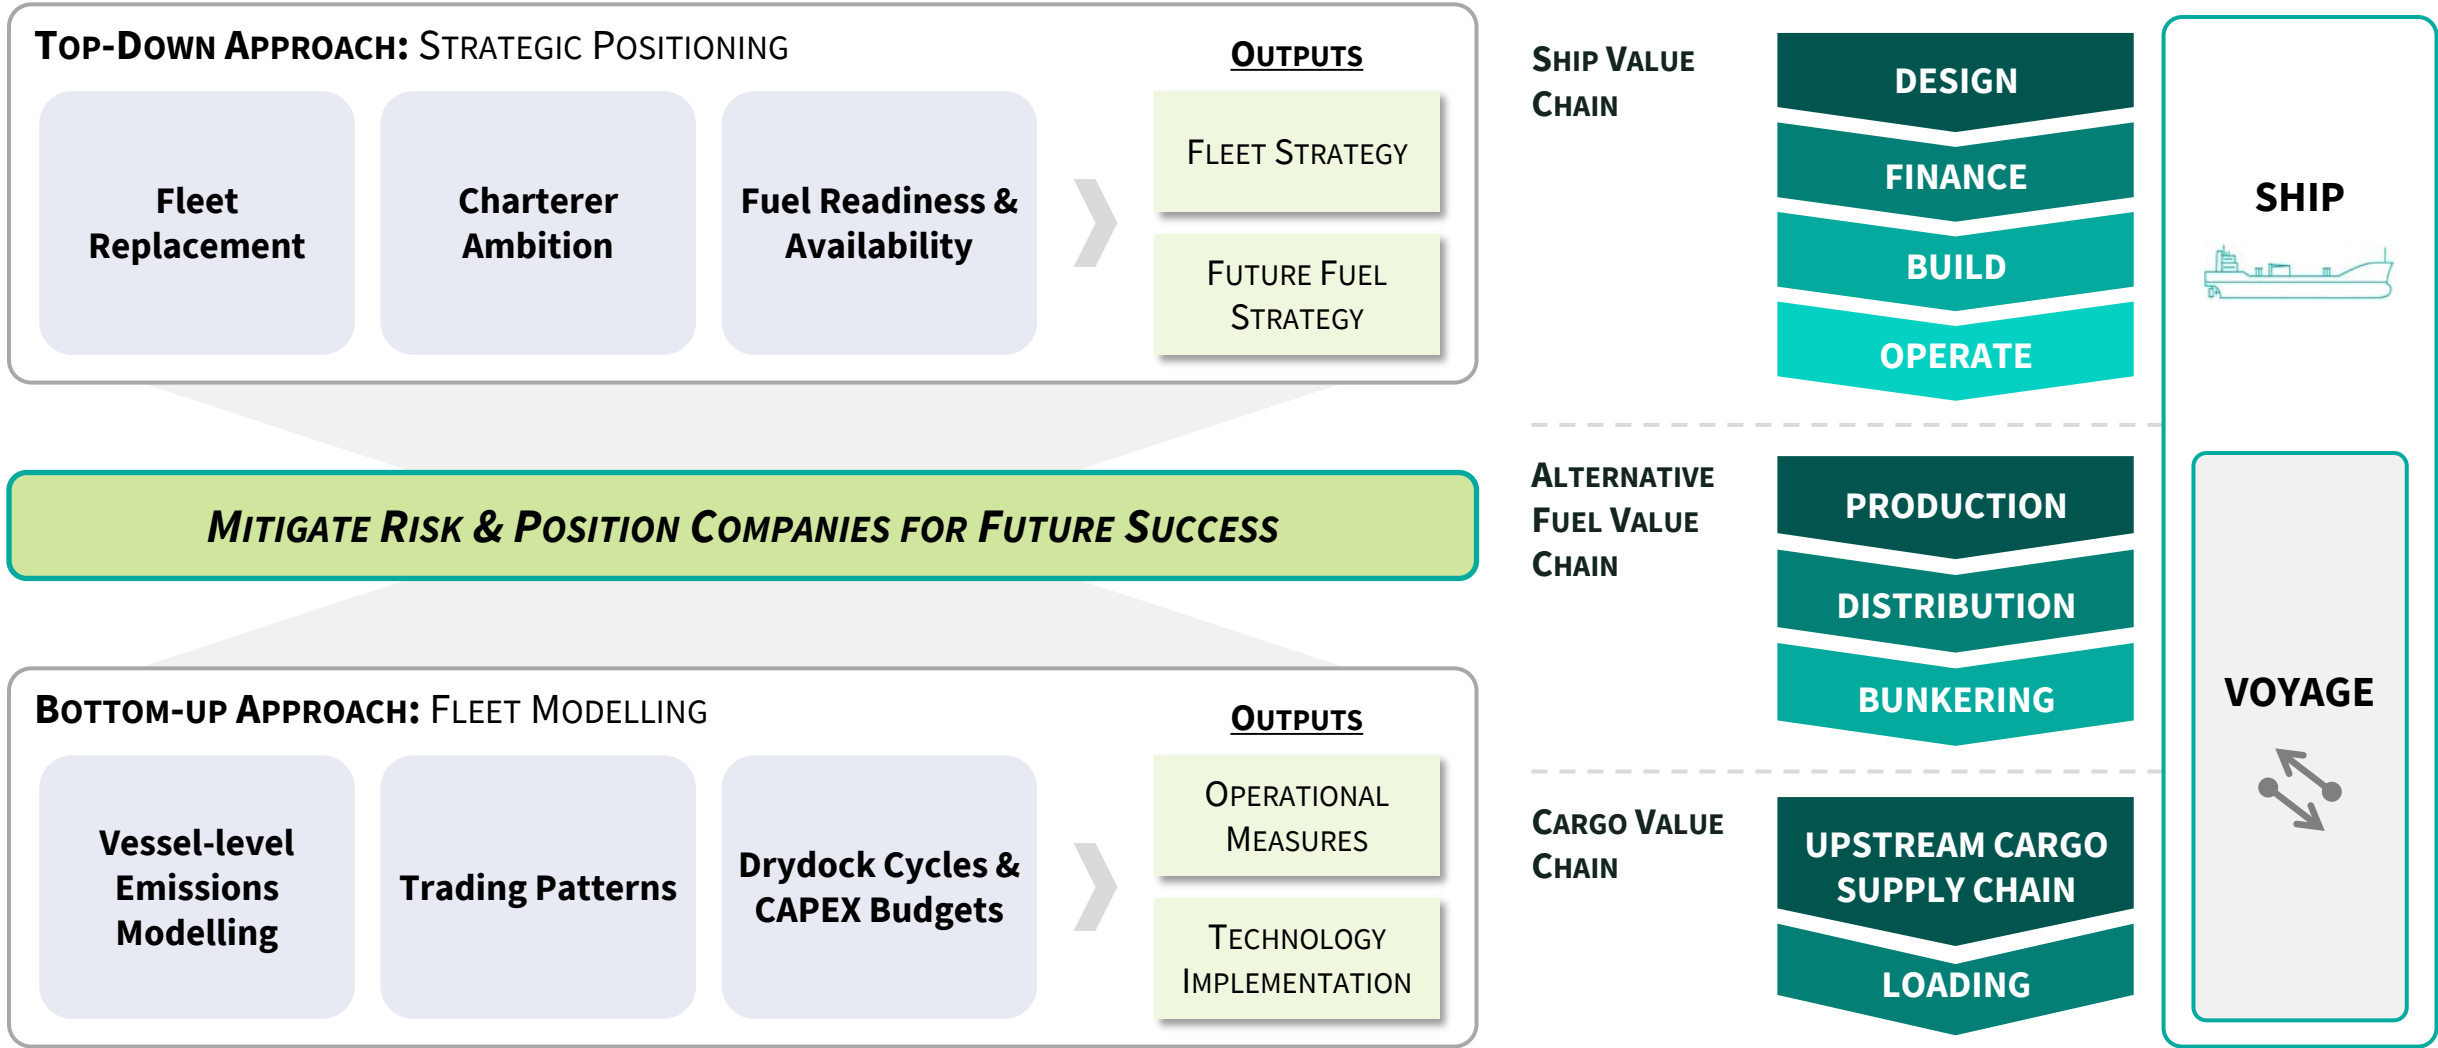 TOP-DOWN APPROACH: STRATEGIC POSITIONING
OUTPUTS
Fleet
Replacement
Charterer
Ambition
Fuel Readiness &
Availability
FLEET STRATEGY
FUTURE FUEL
STRATEGY
MITIGATE RISK & POSITION COMPANIES FOR FUTURE SUCCESS
BOTTOM-UP APPROACH: FLEET MODELLING
OUTPUTS
Vessel-level
Emissions
Modelling
Trading Patterns
Drydock Cycles &
CAPEX Budgets
OPERATIONAL
MEASURES
TECHNOLOGY
IMPLEMENTATION
SHIP VALUE
CHAIN
DESIGN
FINANCE
BUILD
OPERATE
ALTERNATIVE
FUEL VALUE
CHAIN
PRODUCTION
DISTRIBUTION
BUNKERING
CARGO VALUE
CHAIN
UPSTREAM CARGO
SUPPLY CHAIN
LOADING
SHIP
VOYAGE